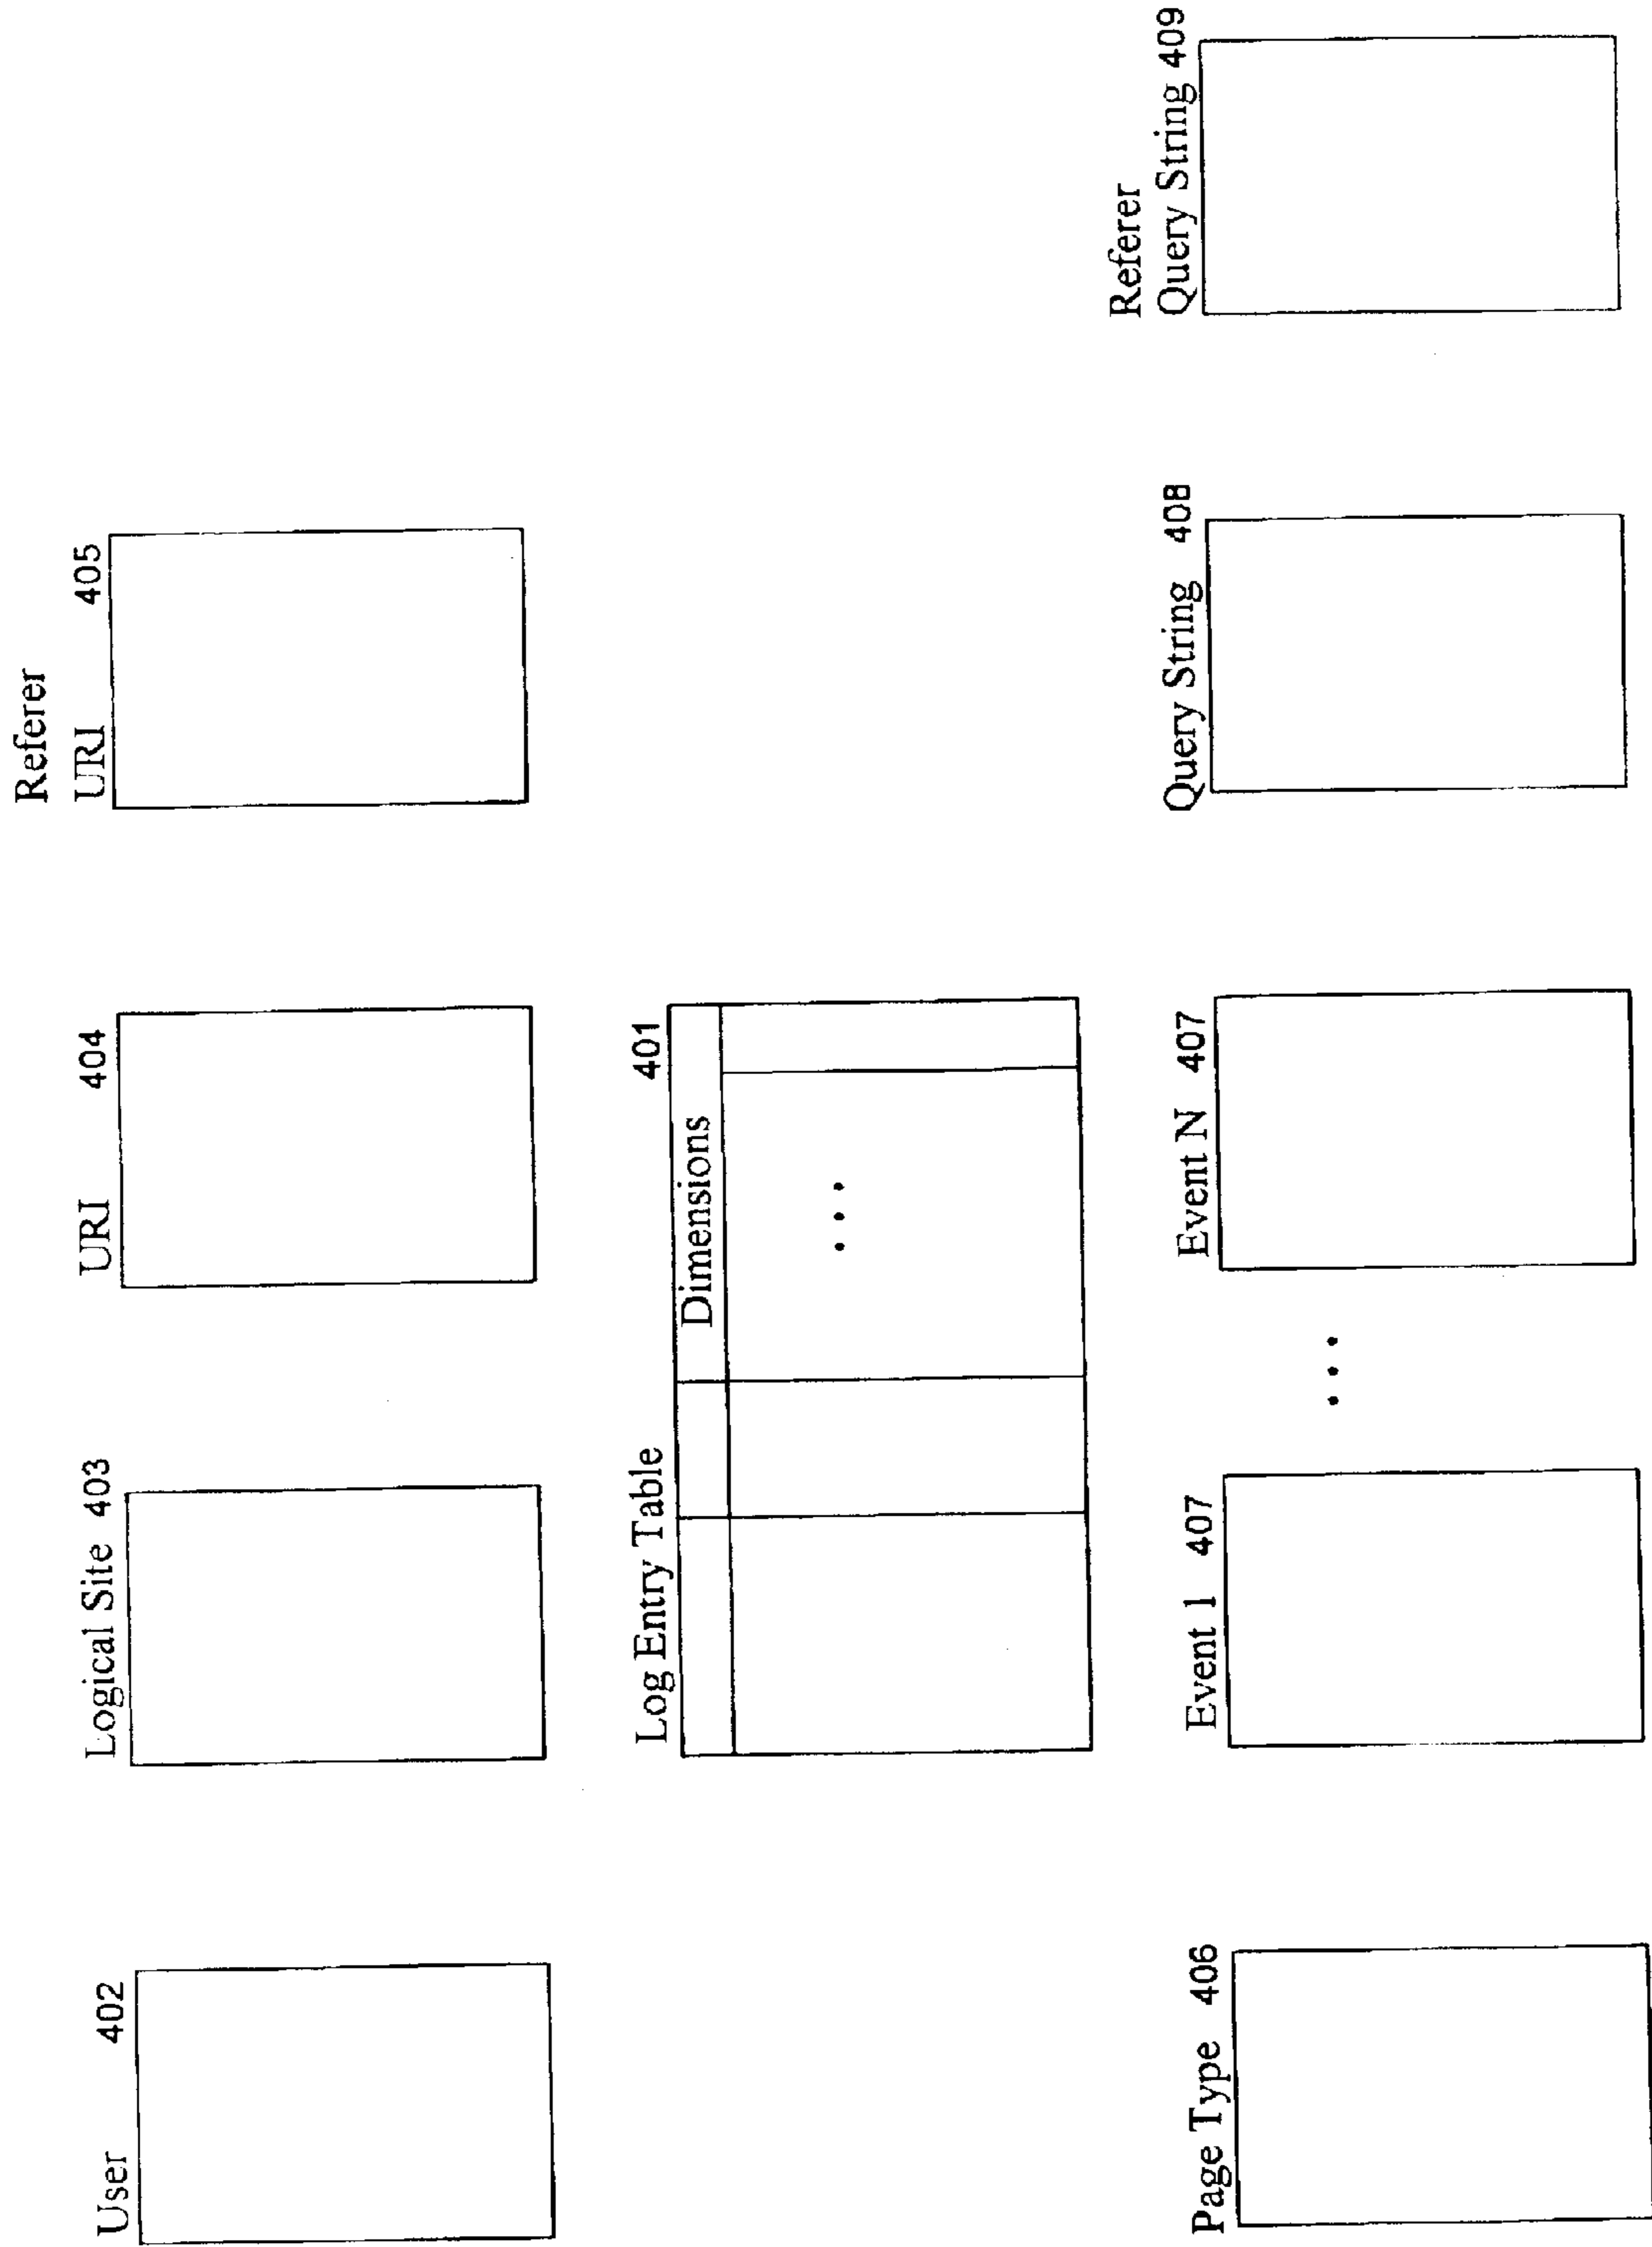 Referer
User 402
Logical Site 403
URI 404
URI 405
Log Entry Table 401
Dimensions
...
Referer
Page Type 406
Event 1 407
...
Event N 407
Query String 408
Query String 409